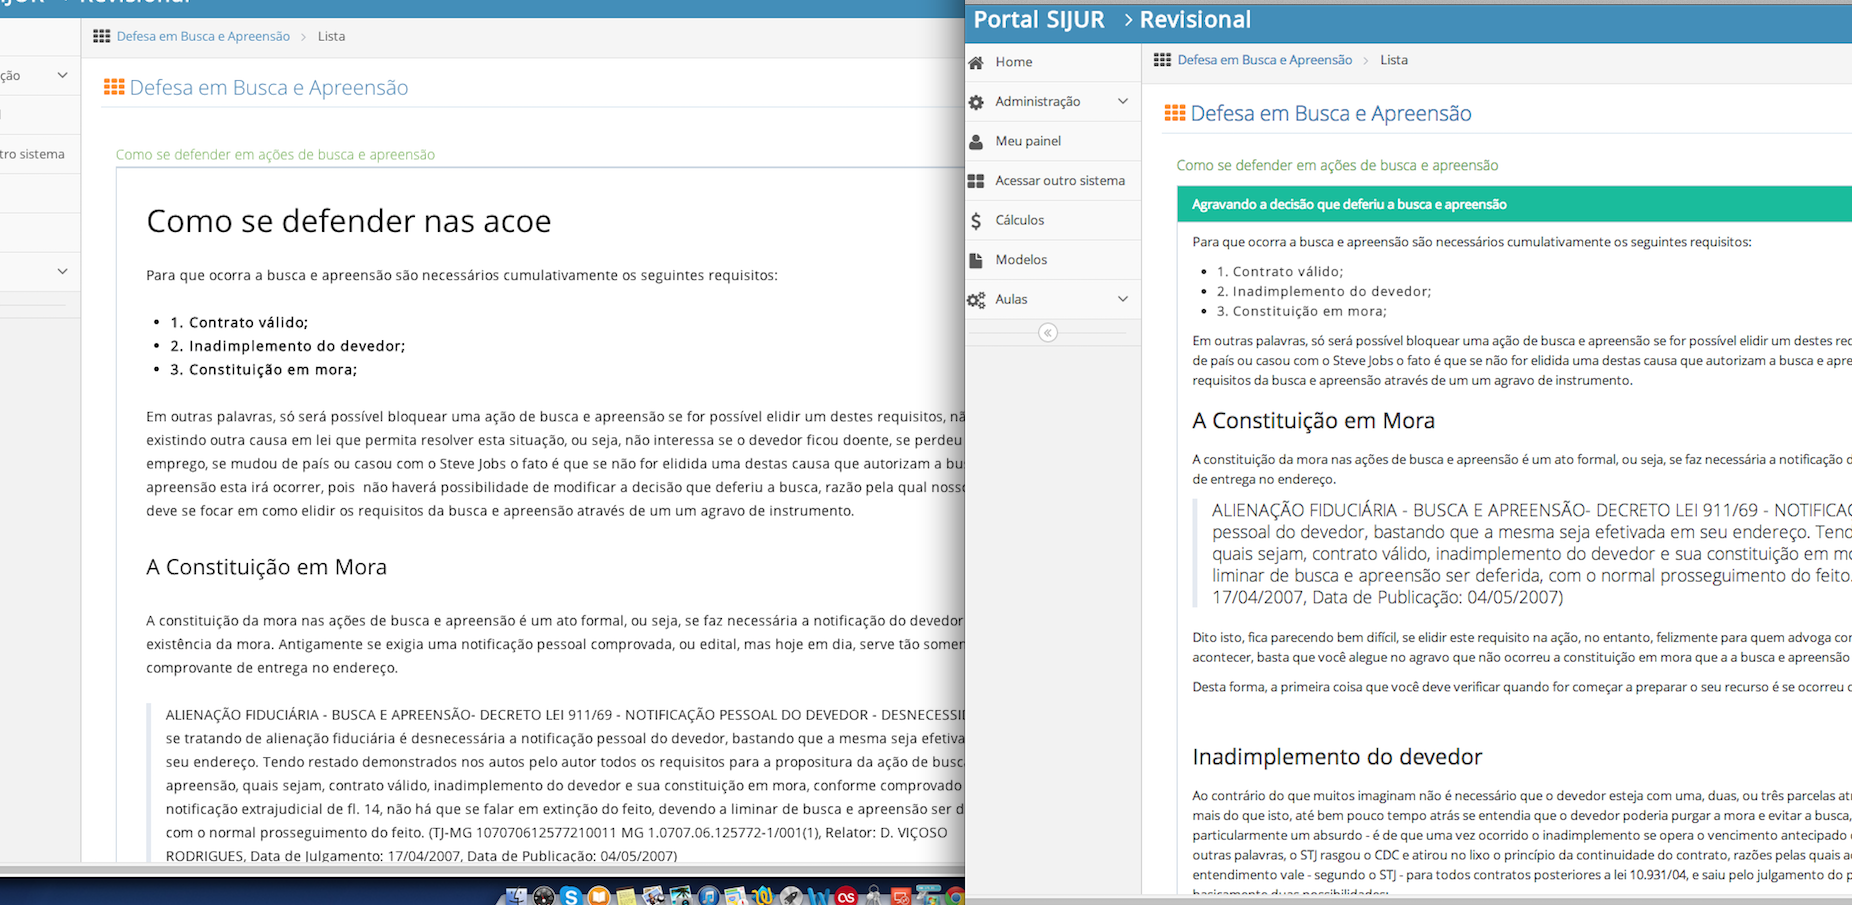 Revisional
Defesa em Busca e Apreensão > Lista
ção
tro sistema
Defesa em Busca e Apreensão
Como se defender em ações de busca e apreensão
Como se defender nas acoe
Para que ocorra a busca e apreensão são necessários cumulativamente os seguintes requisitos:
• 1. Contrato válido;
• 2. Inadimplemento do devedor;
• 3. Constituição em mora;
Em outras palavras, só será possível bloquear uma ação de busca e apreensão se for possível elidir um destes requisitos, nã
existindo outra causa em lei que permita resolver esta situação, ou seja, não interessa se o devedor ficou doente, se perdeu
emprego, se mudou de país ou casou com o Steve Jobs o fato é que se não for elidida uma destas causa que autorizam a bu
apreensão esta irá ocorrer, pois não haverá possibilidade de modificar a decisão que deferiu a busca, razão pela qual nosso
deve se focar em como elidir os requisitos da busca e apreensão através de um um agravo de instrumento.
A Constituição em Mora
A constituição da mora nas ações de busca e apreensão é um ato formal, ou seja, se faz necessária a notificação do devedor
existência da mora. Antigamente se exigia uma notificação pessoal comprovada, ou edital, mas hoje em dia, serve tão somen
comprovante de entrega no endereço.
ALIENAÇÃO FIDUCIÁRIA - BUSCA E APREENSÃO- DECRETO LEI 911/69 - NOTIFICAÇÃO PESSOAL DO DEVEDOR - DESNECESSI
se tratando de alienação fiduciária é desnecessária a notificação pessoal do devedor, bastando que a mesma seja efetiva
seu endereço. Tendo restado demonstrados nos autos pelo autor todos os requisitos para a propositura da ação de busc
apreensão, quais sejam, contrato válido, inadimplemento do devedor e sua constituição em mora, conforme comprovado
notificação extrajudicial de fl. 14, não há que se falar em extinção do feito, devendo a liminar de busca e apreensão ser d
com o normal prosseguimento do feito. (TJ-MG 107070612577210011 MG 1.0707.06.125772-1/001(1), Relator: D. VIÇOSO
RODRIGUES, Data de Julgamento: 17/04/2007, Data de Publicação: 04/05/2007)
Portal SIJUR > Revisional
Home
Administração
Meu painel
Acessar outro sistema
Cálculos
Modelos
Aulas
Defesa em Busca e Apreensão > Lista
Defesa em Busca e Apreensão
Como se defender em ações de busca e apreensão
Agravando a decisão que deferiu a busca e apreensão
Para que ocorra a busca e apreensão são necessários cumulativamente os seguintes requisitos:
• 1. Contrato válido;
• 2. Inadimplemento do devedor;
• 3. Constituição em mora;
Em outras palavras, só será possível bloquear uma ação de busca e apreensão se for possível elidir um destes rec
de país ou casou com o Steve Jobs o fato é que se não for elidida uma destas causa que autorizam a busca e apre
requisitos da busca e apreensão através de um um agravo de instrumento.
A Constituição em Mora
A constituição da mora nas ações de busca e apreensão é um ato formal, ou seja, se faz necessária a notificação d
de entrega no endereço.
ALIENAÇÃO FIDUCIÁRIA - BUSCA E APREENSÃO- DECRETO LEI 911/69 - NOTIFICAÇ
pessoal do devedor, bastando que a mesma seja efetivada em seu endereço. Tend
quais sejam, contrato válido, inadimplemento do devedor e sua constituição em mo
liminar de busca e apreensão ser deferida, com o normal prosseguimento do feito.
17/04/2007, Data de Publicação: 04/05/2007)
Dito isto, fica parecendo bem difícil, se elidir este requisito na ação, no entanto, felizmente para quem advoga con
acontecer, basta que você alegue no agravo que não ocorreu a constituição em mora que a a busca e apreensão
Desta forma, a primeira coisa que você deve verificar quando for começar a preparar o seu recurso é se ocorreu
Inadimplemento do devedor
Ao contrário do que muitos imaginam não é necessário que o devedor esteja com uma, duas, ou três parcelas atr
mais do que isto, até bem pouco tempo atrás se entendia que o devedor poderia purgar a mora e evitar a busca,
particularmente um absurdo - é de que uma vez ocorrido o inadimplemento se opera o vencimento antecipado
outras palavras, o STJ rasgou o CDC e atirou no lixo o princípio da continuidade do contrato, razões pelas quais a
entendimento vale - segundo o STJ - para todos contratos posteriores a lei 10.931/04, e saiu pelo julgamento do p
basicamente duas possibilidades: